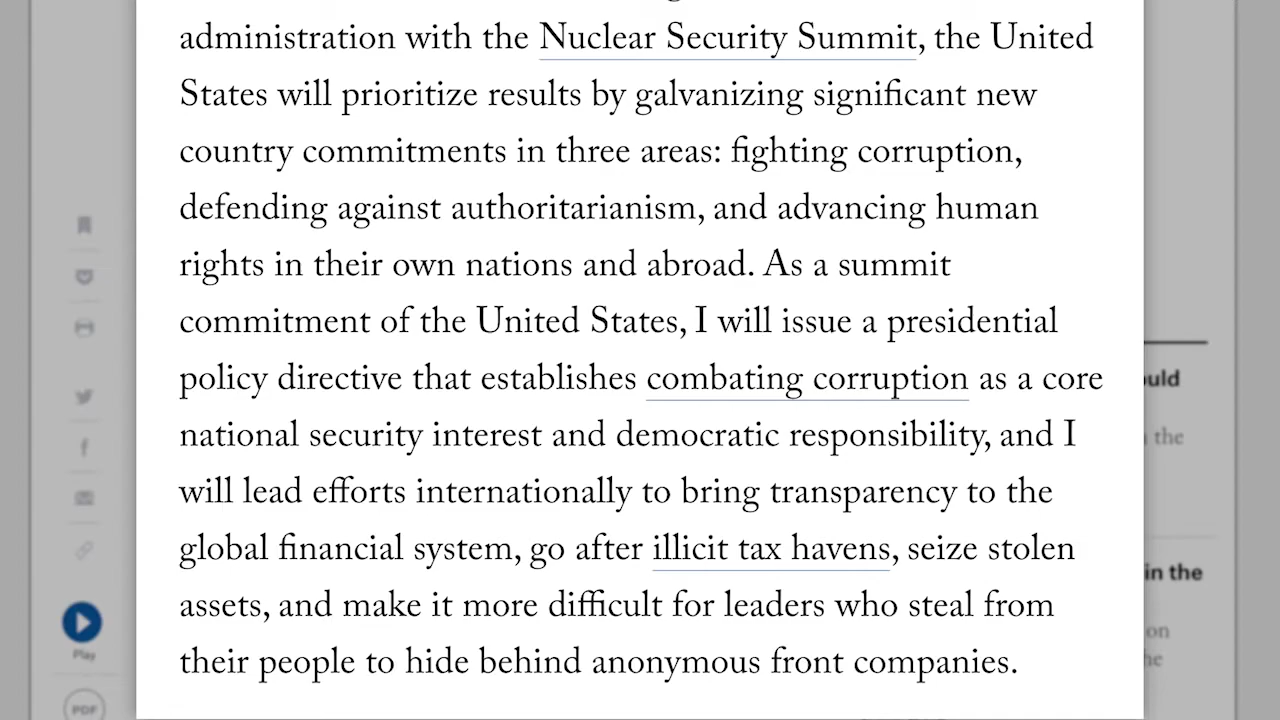 administration with the Nuclear Security Summit, the United
States will prioritize results by galvanizing significant new
country commitments in three areas: fighting corruption,
defending against authoritarianism, and advancing human
rights in their own nations and abroad. As a summit
commitment of the United States, I will issue a presidential
policy directive that establishes combating corruption as a core
national security interest and democratic responsibility, and I
will lead efforts internationally to bring transparency to the
global financial system, go after illicit tax havens, seize stolen
assets, and make it more difficult for leaders who steal from
their people to hide behind anonymous front companies.
Play
PDF
the
in the
on